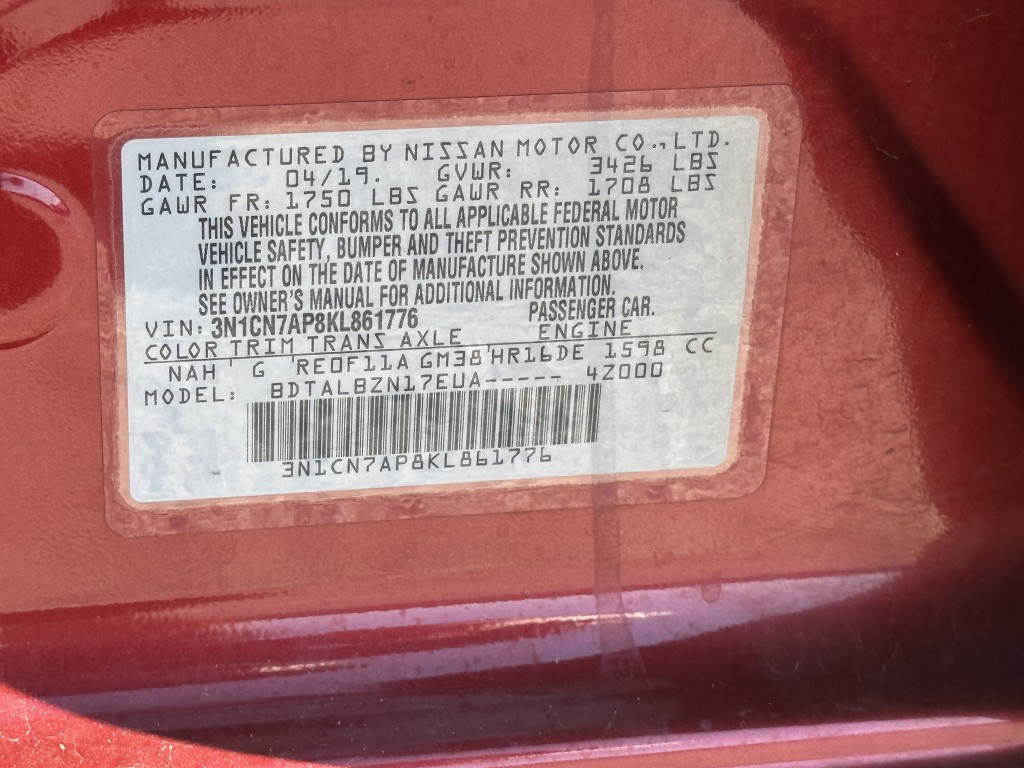 MANUFACTURED BY NISSAN MOTOR CO., LTD.
DATE: 04/19. GVWR: 3426 LBS
GAWR FR: 1750 LBS GAWR RR: 1708 LBS
THIS VEHICLE CONFORMS TO ALL APPLICABLE FEDERAL MOTOR
VEHICLE SAFETY, BUMPER AND THEFT PREVENTION STANDARDS
IN EFFECT ON THE DATE OF MANUFACTURE SHOWN ABOVE.
SEE OWNER'S MANUAL FOR ADDITIONAL INFORMATION.
VIN: 3N1CN7AP8KL861776 PASSENGER CAR.
COLOR TRIM TRANS AXLE ENGINE
NAH G RE0F11A GM38 HR16DE 1598 CC
MODEL: BDTALBZN17EUA----- 4Z000
3N1CN7AP8KL861776